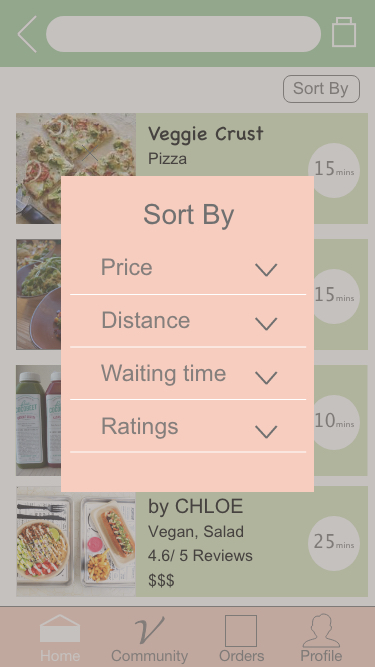 Sort By
Veggie Crust
Pizza
15mins
Sort By
Price
Distance
15mins
Waiting time
Ratings
10mins
by CHLOE
Vegan, Salad
4.6/ 5 Reviews
$$$
25mins
Home Community Orders Profile